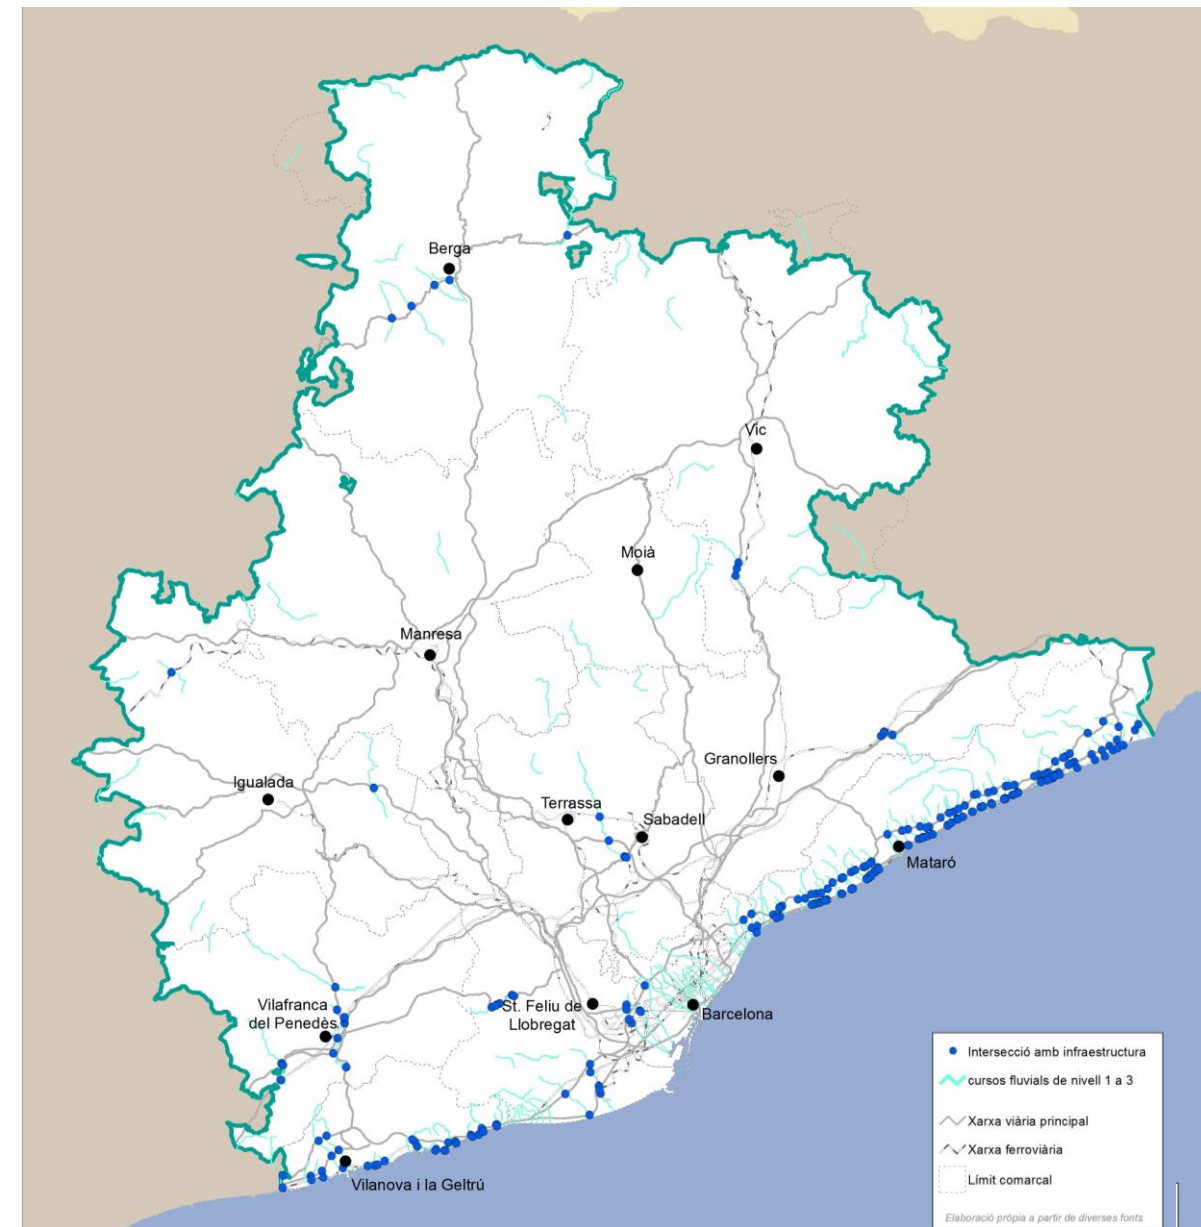 Berga
Vic
Moià
Manresa
Granollers
Igualada
Terrassa
Sabadell
Mataró
Vilafranca
del Penedès
St. Feliu de
Llobregat
Barcelona
Vilanova i la Geltrú
Intersecció amb infraestructura
cursos fluvials de nivell 1 a 3
Xarxa viària principal
Xarxa ferroviària
Límit comarcal
Elaboració pròpia a partir de diverses fonts